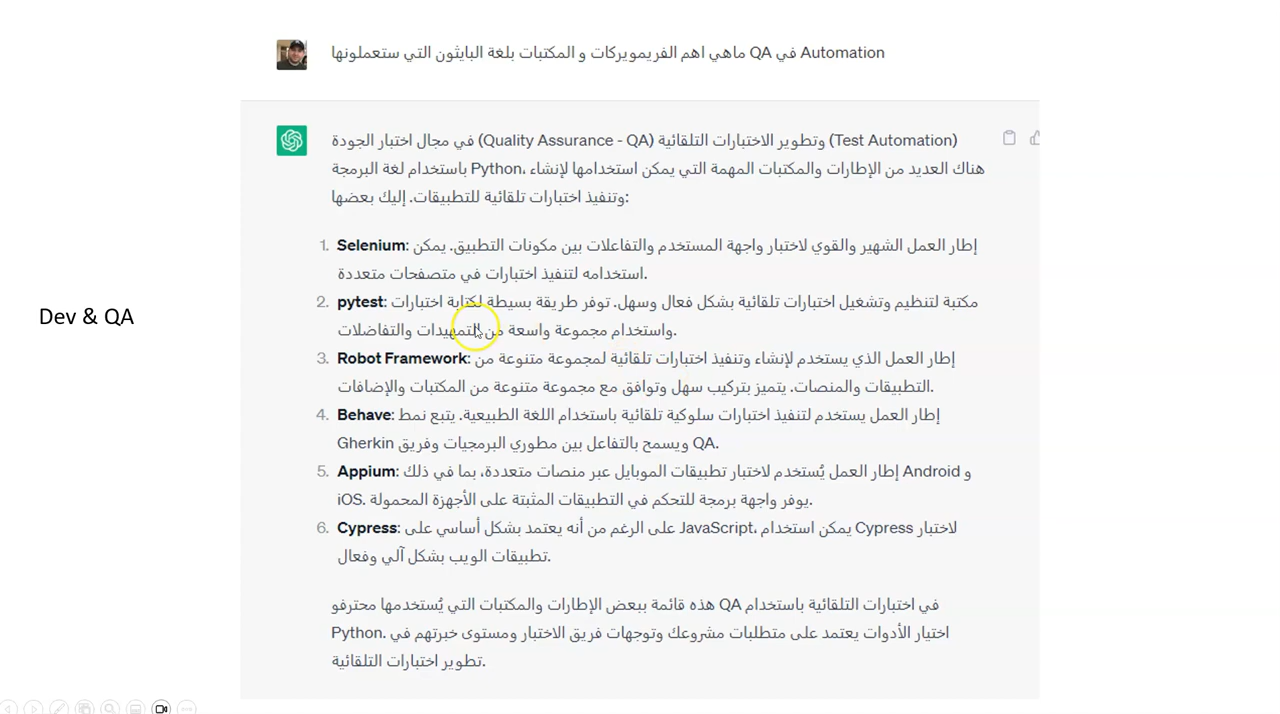 ماهي اهم الفريمويركات و المكتبات بلغة البايثون التي ستعملونها QA في Automation
في مجال اختبار الجودة (Quality Assurance - QA) وتطوير الاختبارات التلقائية (Test Automation)
باستخدام لغة البرمجة Python، هناك العديد من الإطارات والمكتبات المهمة التي يمكن استخدامها لإنشاء
وتنفيذ اختبارات تلقائية للتطبيقات. إليك بعضها:
1. Selenium: إطار العمل الشهير والقوي لاختبار واجهة المستخدم والتفاعلات بين مكونات التطبيق. يمكن
استخدامه لتنفيذ اختبارات في متصفحات متعددة.
2. pytest: مكتبة لتنظيم وتشغيل اختبارات تلقائية بشكل فعال وسهل. توفر طريقة بسيطة لكتابة اختبارات
واستخدام مجموعة واسعة من التمهيدات والتفاضلات.
3. Robot Framework: إطار العمل الذي يستخدم لإنشاء وتنفيذ اختبارات تلقائية لمجموعة متنوعة من
التطبيقات والمنصات. يتميز بتركيب سهل وتوافق مع مجموعة متنوعة من المكتبات والإضافات.
4. Behave: إطار العمل يستخدم لتنفيذ اختبارات سلوكية تلقائية باستخدام اللغة الطبيعية. يتبع نمط
Gherkin ويسمح بالتفاعل بين مطوري البرمجيات وفريق QA.
5. Appium: إطار العمل يُستخدم لاختبار تطبيقات الموبايل عبر منصات متعددة، بما في ذلك Android و
iOS. يوفر واجهة برمجة للتحكم في التطبيقات المثبتة على الأجهزة المحمولة.
6. Cypress: على الرغم من أنه يعتمد بشكل أساسي على JavaScript، يمكن استخدام Cypress لاختبار
تطبيقات الويب بشكل آلي وفعال.
هذه قائمة ببعض الإطارات والمكتبات التي يُستخدمها محترفو QA في اختبارات التلقائية باستخدام
Python. اختيار الأدوات يعتمد على متطلبات مشروعك وتوجهات فريق الاختبار ومستوى خبرتهم في
تطوير اختبارات التلقائية.
Dev & QA